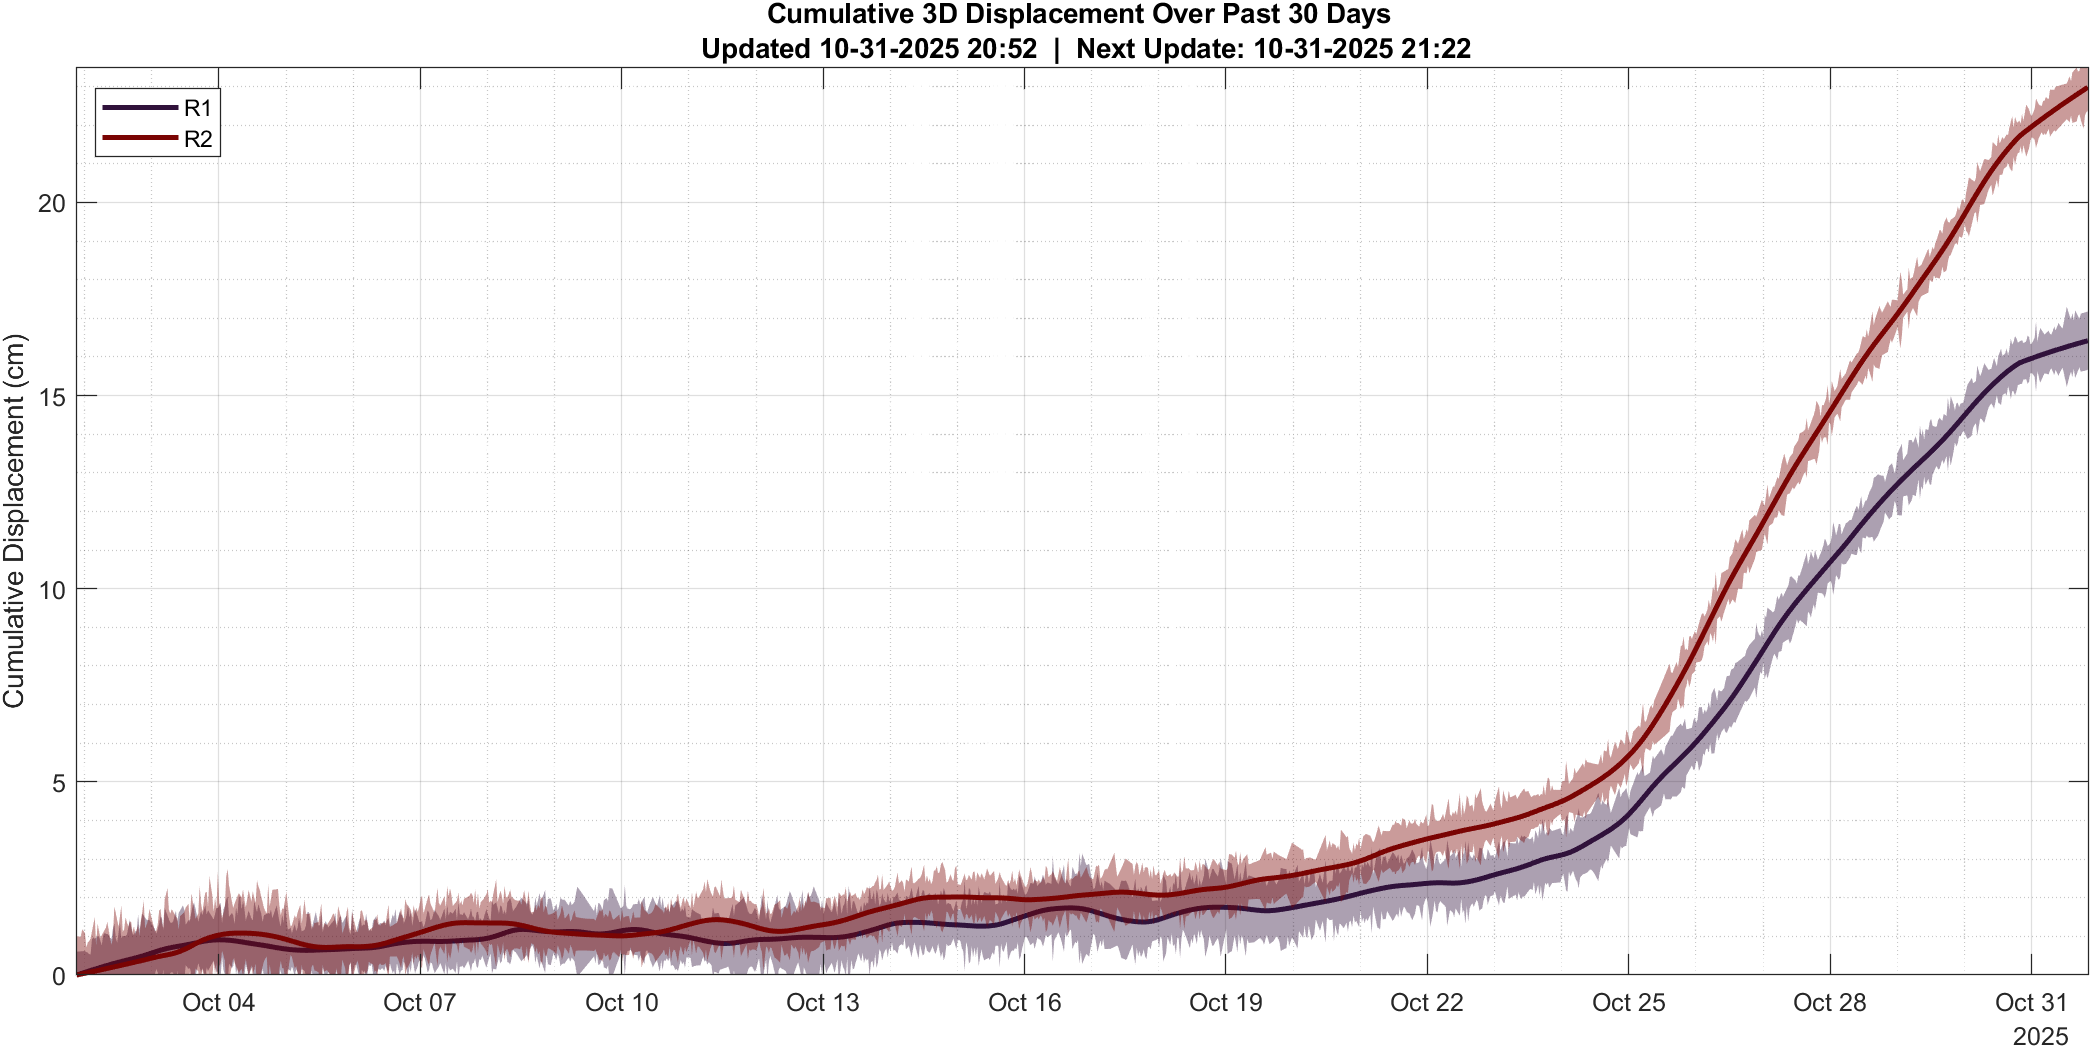 Cumulative 3D Displacement Over Past 30 Days
Updated 10-31-2025 20:52 | Next Update: 10-31-2025 21:22
R1
R2
Cumulative Displacement (cm)
20
15
10
5
0
Oct 04 Oct 07 Oct 10 Oct 13 Oct 16 Oct 19 Oct 22 Oct 25 Oct 28 Oct 31
2025